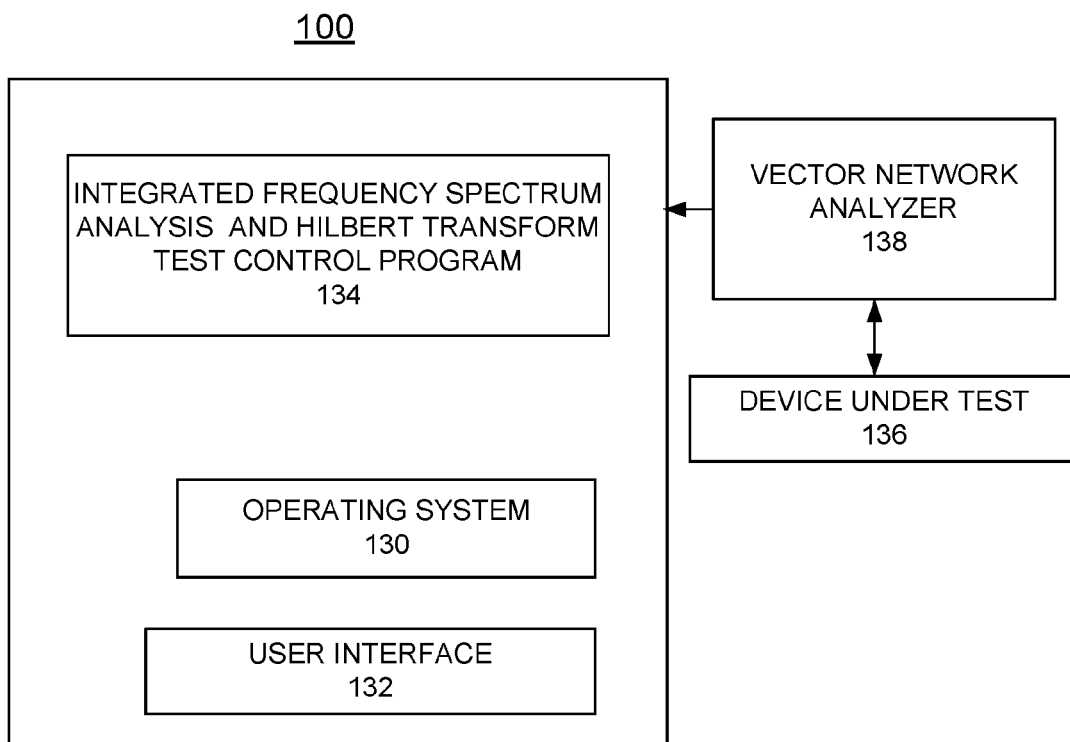 100
INTEGRATED FREQUENCY SPECTRUM
ANALYSIS AND HILBERT TRANSFORM
TEST CONTROL PROGRAM
134
VECTOR NETWORK
ANALYZER
138
DEVICE UNDER TEST
136
OPERATING SYSTEM
130
USER INTERFACE
132